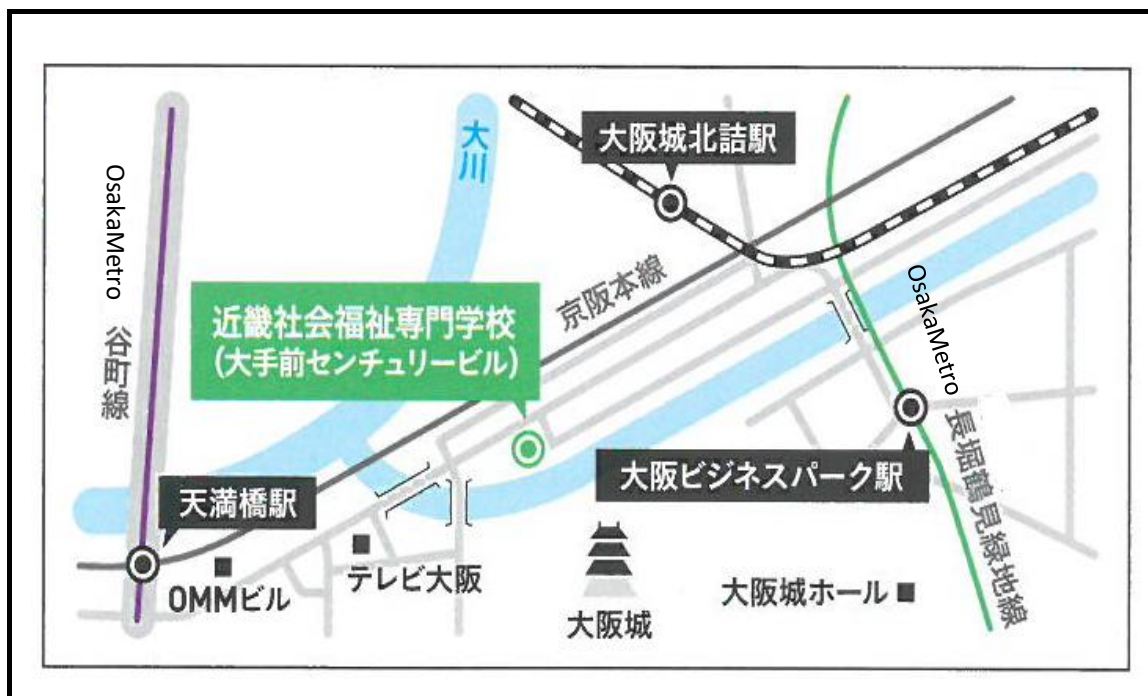 大阪城北詰駅
大川
OsakaMetro
谷町線
京阪本線
OsakaMetro
長堀鶴見緑地線
近畿社会福祉専門学校
(大手前センチュリービル)
大阪ビジネスパーク駅
天満橋駅
OMMビル
テレビ大阪
大阪城
大阪城ホール